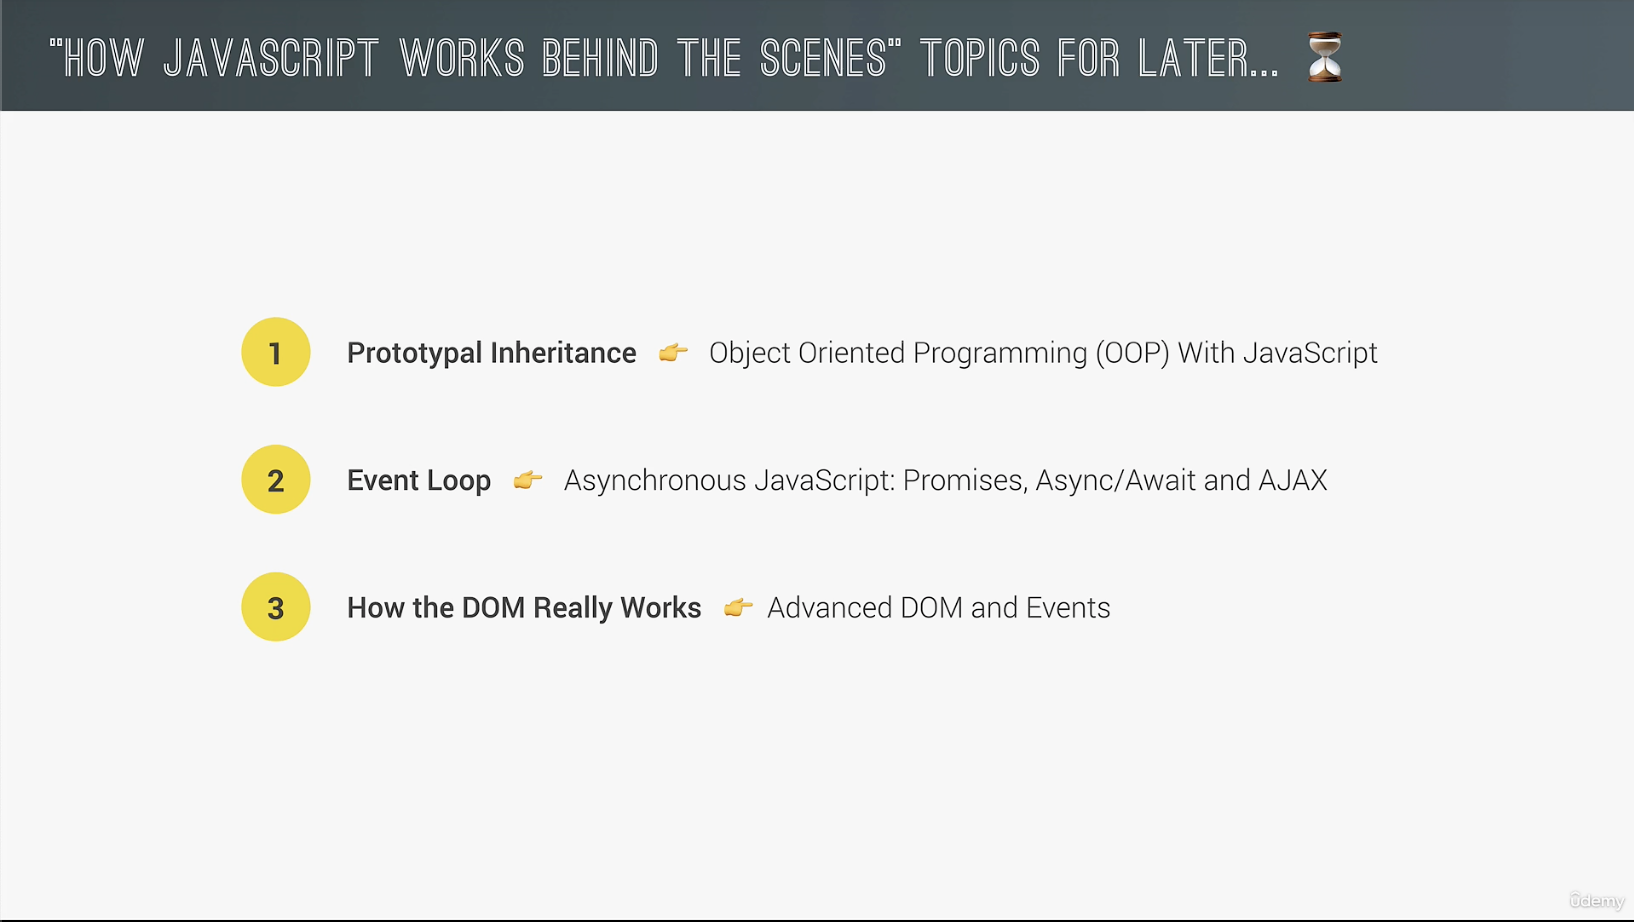 "HOW JAVASCRIPT WORKS BEHIND THE SCENES" TOPICS FOR LATER... ⏳
1 Prototypal Inheritance 👉 Object Oriented Programming (OOP) With JavaScript
2 Event Loop 👉 Asynchronous JavaScript: Promises, Async/Await and AJAX
3 How the DOM Really Works 👉 Advanced DOM and Events
ûdemy